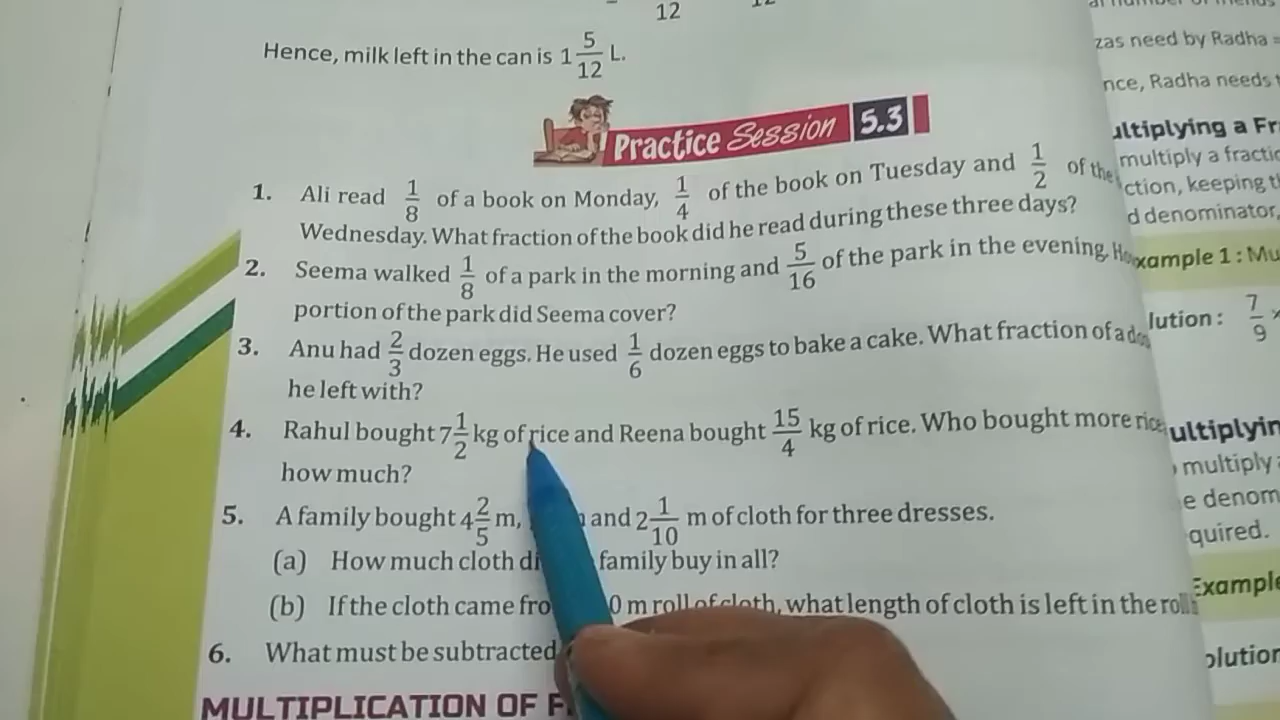 12
Hence, milk left in the can is 1 5/12 L.
Practice Session 5.3
1. Ali read 1/8 of a book on Monday, 1/4 of the book on Tuesday and 1/2 of the
Wednesday. What fraction of the book did he read during these three days?
2. Seema walked 1/8 of a park in the morning and 5/16 of the park in the evening.
portion of the park did Seema cover?
3. Anu had 2/3 dozen eggs. He used 1/6 dozen eggs to bake a cake. What fraction of a
he left with?
4. Rahul bought 7 1/2 kg of rice and Reena bought 15/4 kg of rice. Who bought more rice
how much?
5. A family bought 4 2/5 m, and 2 1/10 m of cloth for three dresses.
(a) How much cloth family buy in all?
(b) If the cloth came 0 m roll of cloth, what length of cloth is left in the roll
6. What must be subtracted
MULTIPLICATION OF
zas need by Radha =
nce, Radha needs
ultiplying a Fr
multiply a fractio
ction, keeping t
d denominator,
xample 1 : Mu
lution : 7/9 ×
ultiplyin
multiply
e denom
quired.
Example
olution